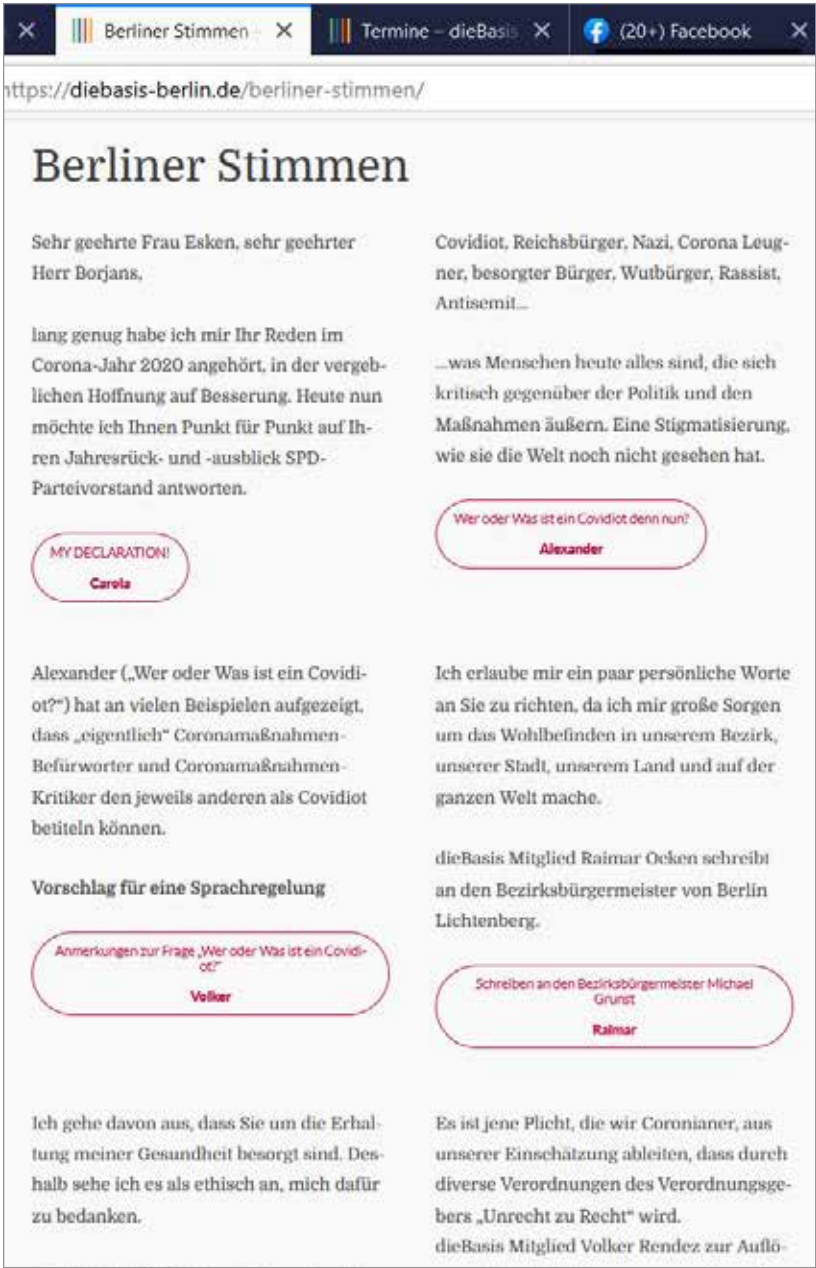 Berliner Stimmen -
Termine – dieBasis
(20+) Facebook
https://diebasis-berlin.de/berliner-stimmen/
Berliner Stimmen
Sehr geehrte Frau Esken, sehr geehrter
Herr Borjans,
lang genug habe ich mir Ihr Reden im
Corona-Jahr 2020 angehört, in der vergeb-
lichen Hoffnung auf Besserung. Heute nun
möchte ich Ihnen Punkt für Punkt auf Ih-
ren Jahresrück- und -ausblick SPD-
Parteivorstand antworten.
MY DECLARATION!
Carola
Covidiot, Reichsbürger, Nazi, Corona Leug-
ner, besorgter Bürger, Wutbürger, Rassist,
Antisemit...
...was Menschen heute alles sind, die sich
kritisch gegenüber der Politik und den
Maßnahmen äußern. Eine Stigmatisierung,
wie sie die Welt noch nicht gesehen hat.
Wer oder Was ist ein Covidiot denn nun?
Alexander
Alexander („Wer oder Was ist ein Covidi-
ot?“) hat an vielen Beispielen aufgezeigt,
dass „eigentlich“ Coronamaßnahmen-
Befürworter und Coronamaßnahmen-
Kritiker den jeweils anderen als Covidiot
betiteln können.
Vorschlag für eine Sprachregelung
Anmerkungen zur Frage „Wer oder Was ist ein Covidi-
ot?“
Volker
Ich erlaube mir ein paar persönliche Worte
an Sie zu richten, da ich mir große Sorgen
um das Wohlbefinden in unserem Bezirk,
unserer Stadt, unserem Land und auf der
ganzen Welt mache.
dieBasis Mitglied Raimar Ocken schreibt
an den Bezirksbürgermeister von Berlin
Lichtenberg.
Schreiben an den Bezirksbürgermeister Michael
Grunst
Raimar
Ich gehe davon aus, dass Sie um die Erhal-
tung meiner Gesundheit besorgt sind. Des-
halb sehe ich es als ethisch an, mich dafür
zu bedanken.
Es ist jene Plicht, die wir Coronianer, aus
unserer Einschätzung ableiten, dass durch
diverse Verordnungen des Verordnungsge-
bers „Unrecht zu Recht“ wird.
dieBasis Mitglied Volker Rendez zur Auflö-